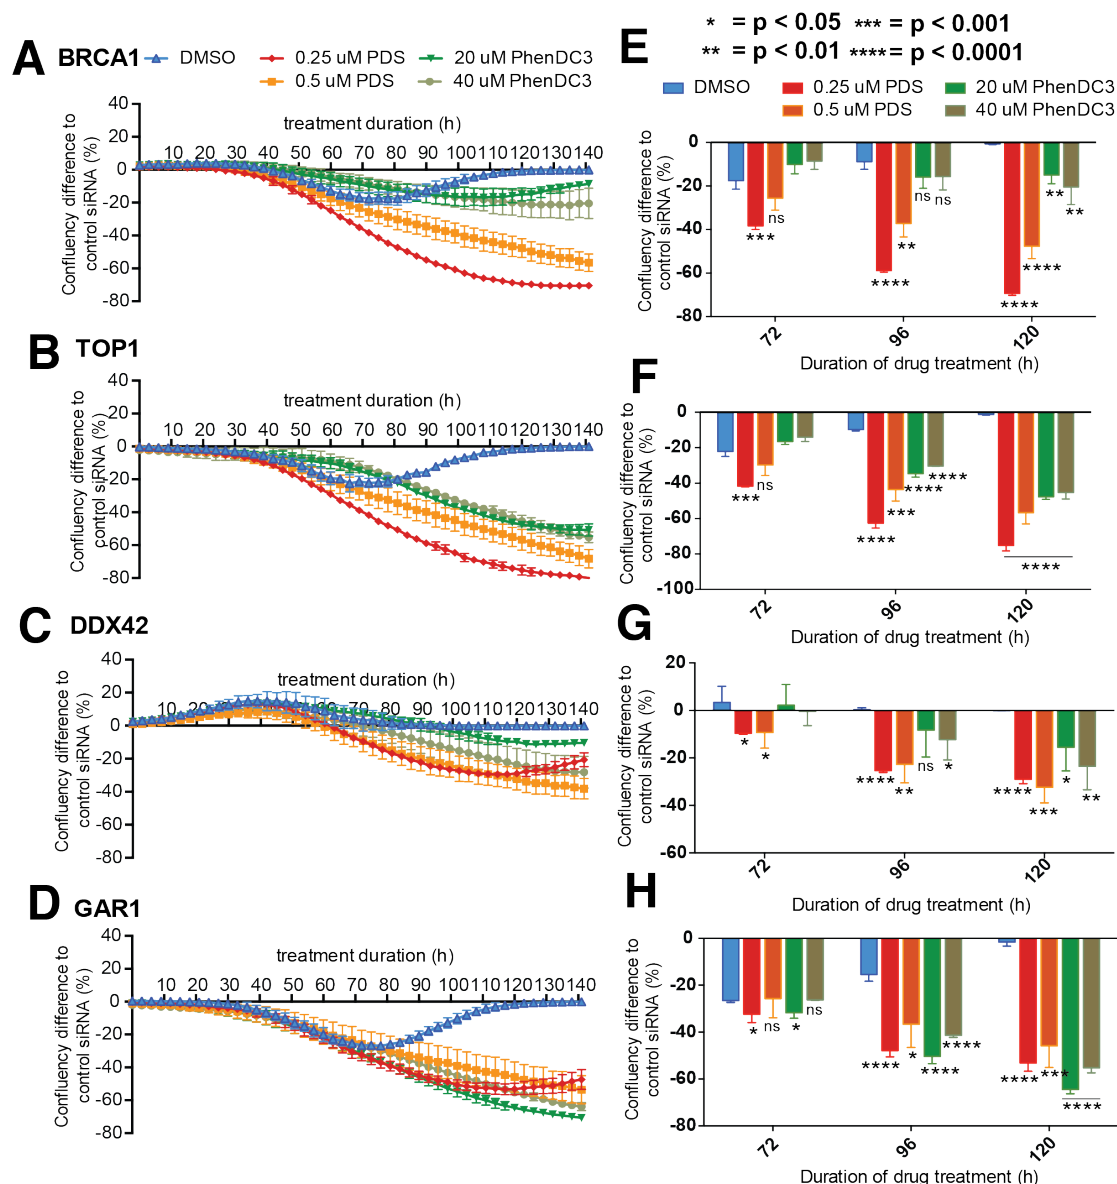 A BRCA1
DMSO
0.25 uM PDS
20 uM PhenDC3
0.5 uM PDS
40 uM PhenDC3
Confluency difference to
control siRNA (%)
treatment duration (h)
40
20
0
-20
-40
-60
-80
10 20 30 40 50 60 70 80 90 100 110 120 130 140
B TOP1
Confluency difference to
control siRNA (%)
treatment duration (h)
40
20
0
-20
-40
-60
-80
10 20 30 40 50 60 70 80 90 100 110 120 130 140
C DDX42
Confluency difference to
control siRNA (%)
treatment duration (h)
40
20
0
-20
-40
-60
-80
10 20 30 40 50 60 70 80 90 100 110 120 130 140
D GAR1
Confluency difference to
control siRNA (%)
treatment duration (h)
40
20
0
-20
-40
-60
-80
10 20 30 40 50 60 70 80 90 100 110 120 130 140
E
* = p < 0.05 *** = p < 0.001
** = p < 0.01 **** = p < 0.0001
DMSO
0.25 uM PDS
20 uM PhenDC3
0.5 uM PDS
40 uM PhenDC3
Confluency difference to
control siRNA (%)
0
-20
-40
-60
-80
*** ns
**** ** ns ns
**** **** ** **
72 96 120
Duration of drug treatment (h)
F
Confluency difference to
control siRNA (%)
0
-20
-40
-60
-80
-100
*** ns
**** *** **** ****
****
72 96 120
Duration of drug treatment (h)
G
Confluency difference to
control siRNA (%)
20
0
-20
-40
-60
* *
**** ** ns *
**** *** * **
72 96 120
Duration of drug treatment (h)
H
Confluency difference to
control siRNA (%)
0
-20
-40
-60
-80
* ns * ns
**** * **** ****
**** *** ****
72 96 120
Duration of drug treatment (h)